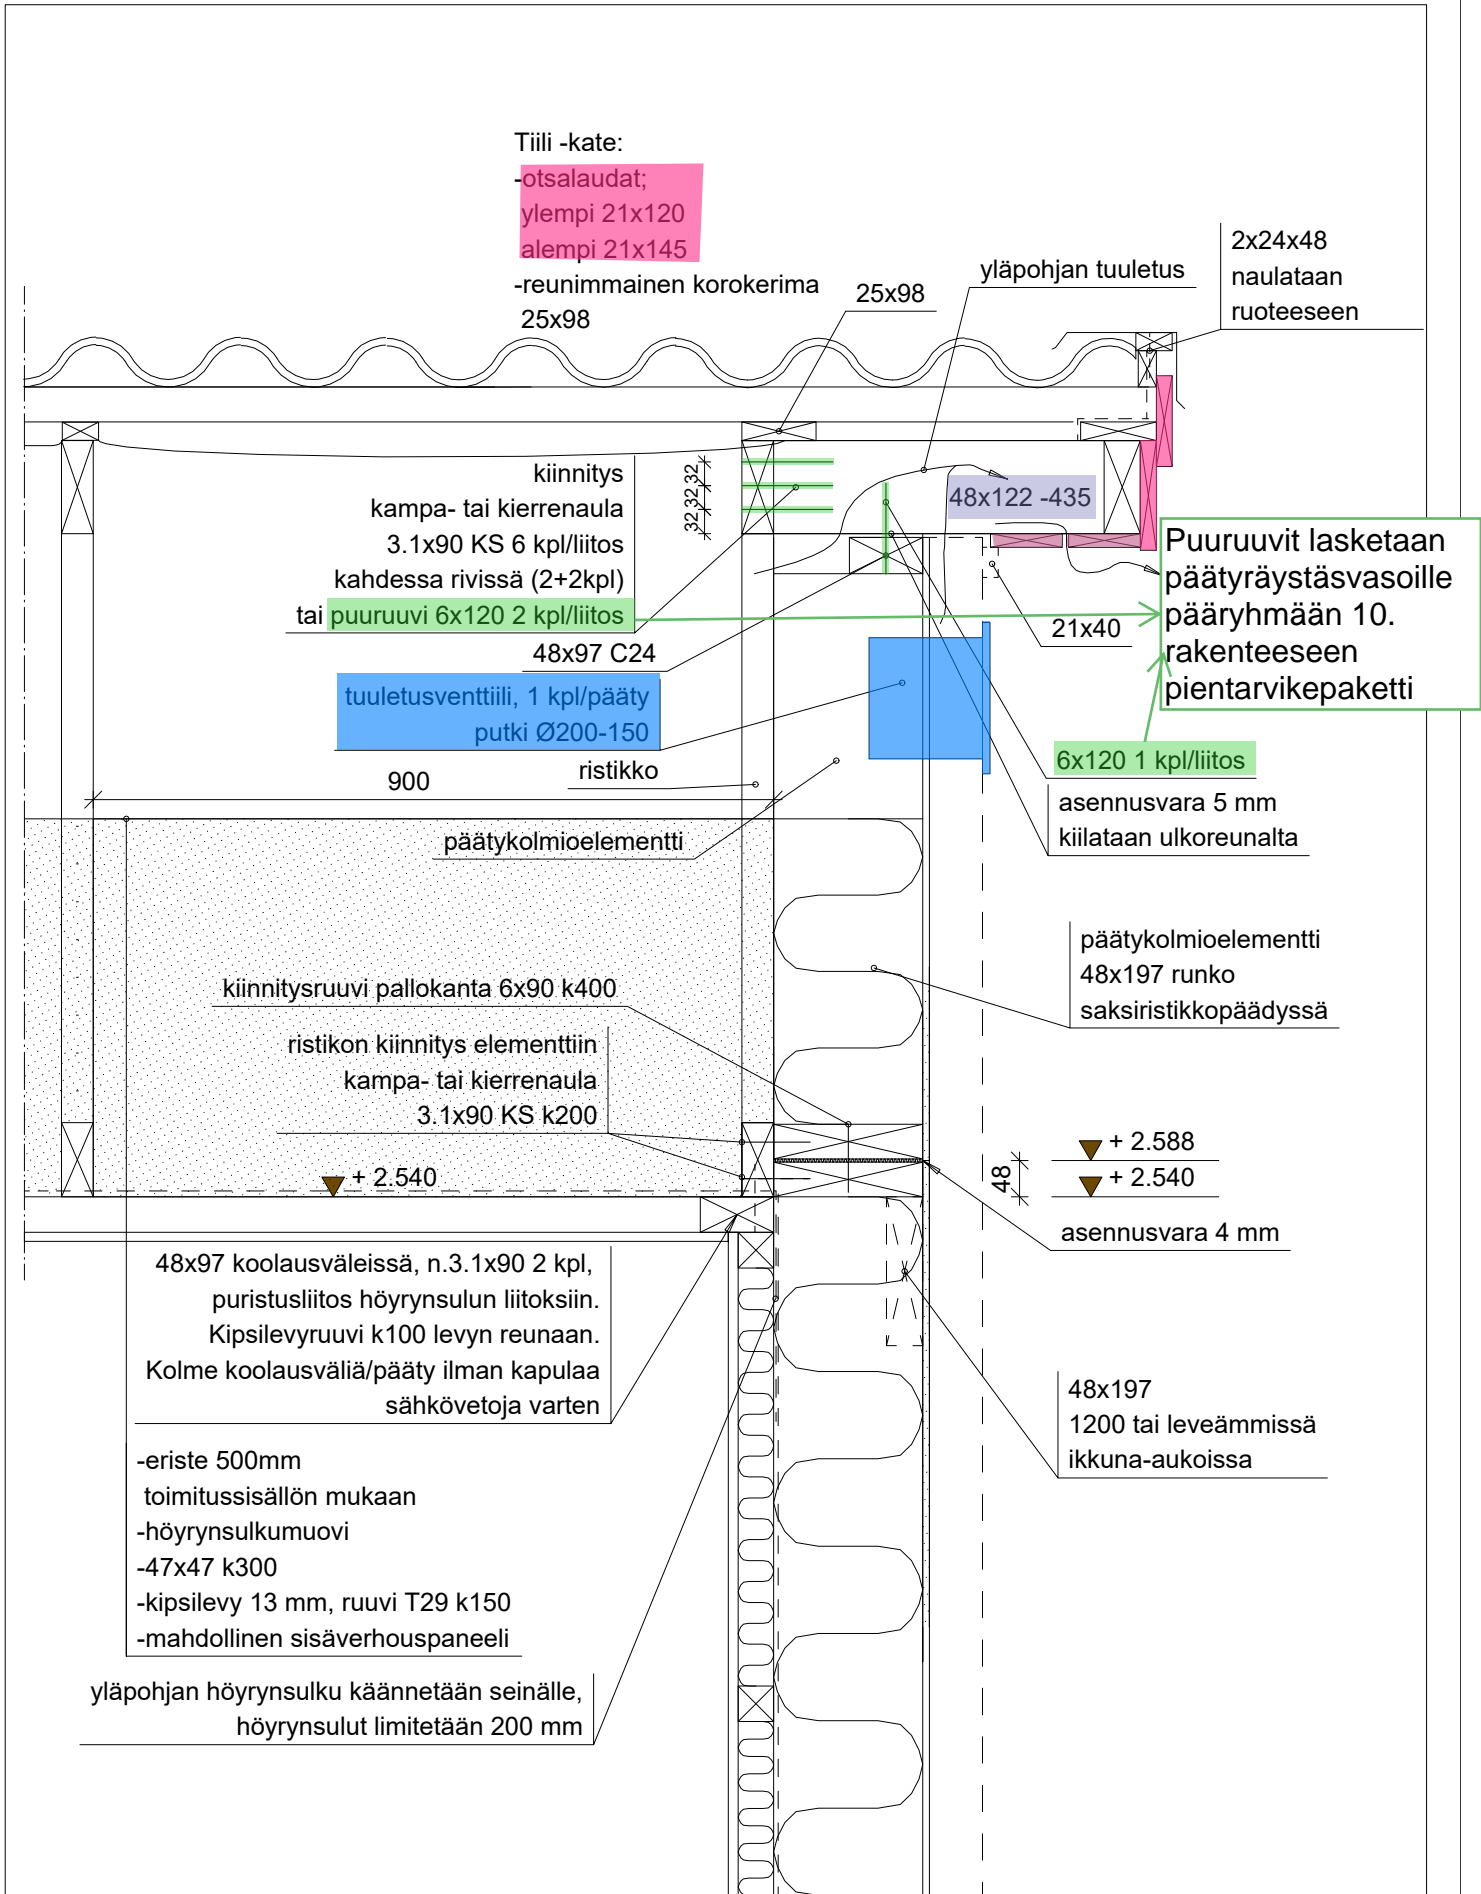 Tiili -kate:
-otsalaudat;
ylempi 21x120
alempi 21x145
-reunimmainen korokerima
25x98
25x98
yläpohjan tuuletus
2x24x48
naulataan
ruoteeseen
kiinnitys
kampa- tai kierrenaula
3.1x90 KS 6 kpl/liitos
kahdessa rivissä (2+2kpl)
tai puuruuvi 6x120 2 kpl/liitos
32
32
32
48x122 -435
Puuruuvit lasketaan
päätyräystäsvasoille
pääryhmään 10.
rakenteeseen
pientarvikepaketti
48x97 C24
21x40
tuuletusventtiili, 1 kpl/pääty
putki Ø200-150
6x120 1 kpl/liitos
ristikko
900
asennusvara 5 mm
kiilataan ulkoreunalta
päätykolmioelementti
päätykolmioelementti
48x197 runko
saksiristikkopäädyssä
kiinnitysruuvi pallokanta 6x90 k400
ristikon kiinnitys elementtiin
kampa- tai kierrenaula
3.1x90 KS k200
+ 2.588
48
+ 2.540
+ 2.540
asennusvara 4 mm
48x97 koolausväleissä, n.3.1x90 2 kpl,
puristusliitos höyrynsulun liitoksiin.
Kipsilevyruuvi k100 levyn reunaan.
Kolme koolausväliä/pääty ilman kapulaa
sähkövetoja varten
48x197
1200 tai leveämmissä
ikkuna-aukoissa
-eriste 500mm
toimitussisällön mukaan
-höyrynsulkumuovi
-47x47 k300
-kipsilevy 13 mm, ruuvi T29 k150
-mahdollinen sisäverhouspaneeli
yläpohjan höyrynsulku käännetään seinälle,
höyrynsulut limitetään 200 mm